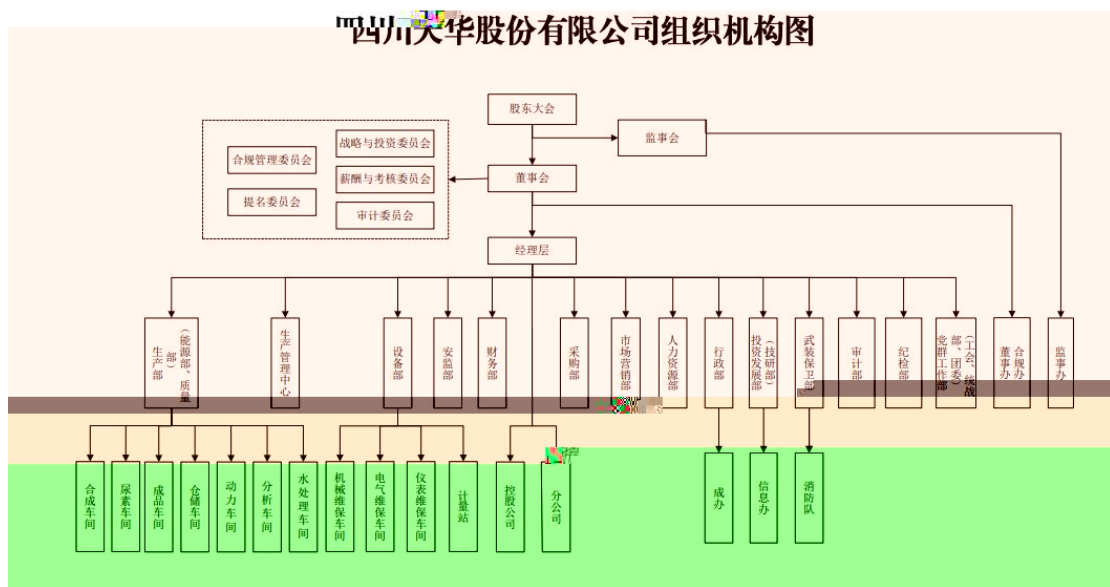 四川天华股份有限公司组织机构图
股东大会
监事会
战略与投资委员会
合规管理委员会
薪酬与考核委员会
董事会
提名委员会
审计委员会
经理层
生产部
（能源部、质量部）
生产管理中心
设备部
安监部
财务部
采购部
市场营销部
人力资源部
行政部
投资发展部
（技研部）
武装保卫部
审计部
纪检部
党群工作部
（工会、统战部、团委）
董事办
合规办
监事办
合成车间
尿素车间
成品车间
仓储车间
动力车间
分析车间
水处理车间
机械维保车间
电气维保车间
仪表维保车间
计量站
控股公司
分公司
成办
信息办
消防队